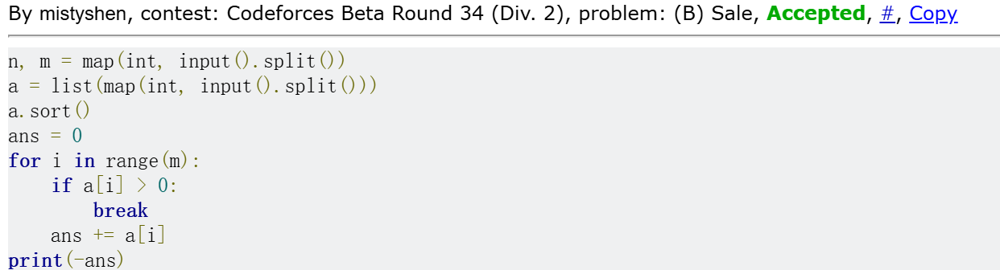 By mistyshen, contest: Codeforces Beta Round 34 (Div. 2), problem: (B) Sale, Accepted, #, Copy
n, m = map(int, input().split())
a = list(map(int, input().split()))
a.sort()
ans = 0
for i in range(m):
    if a[i] > 0:
        break
    ans += a[i]
print(-ans)